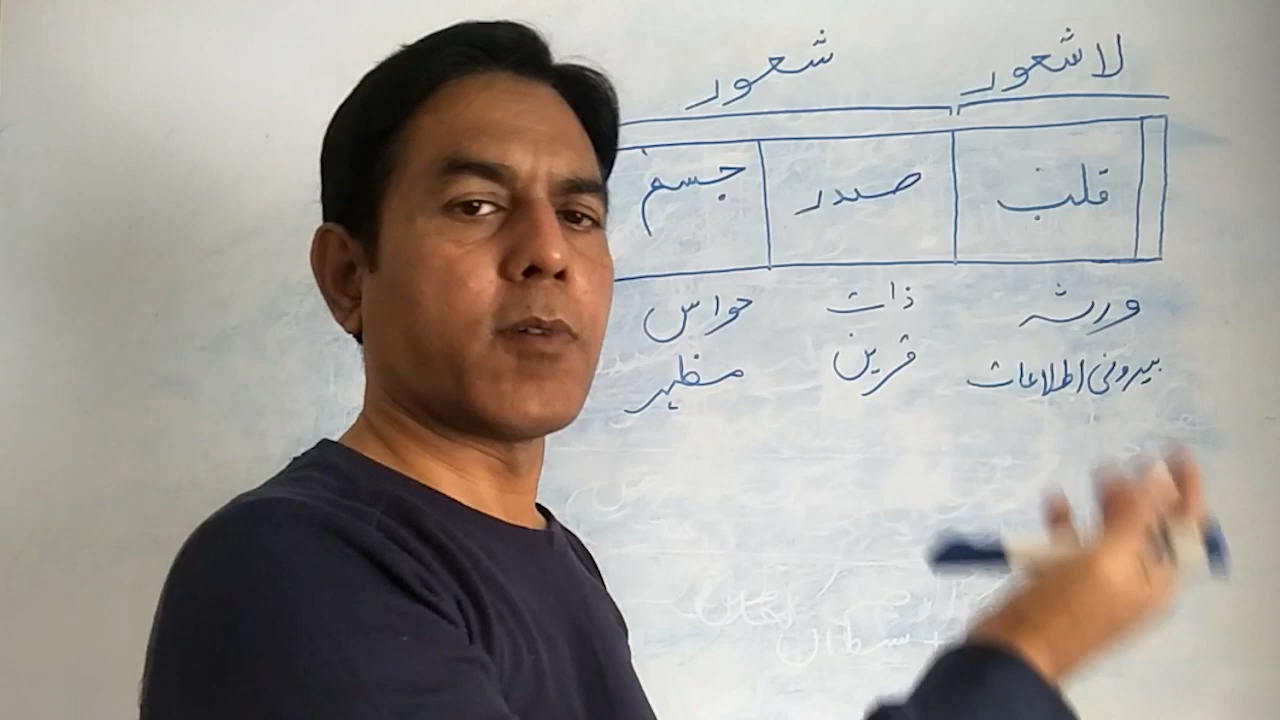 لاشعور شعور
قلب صدر جسم
ورثہ ذات حواس
بیرونی اطلاعات قرین مظہر